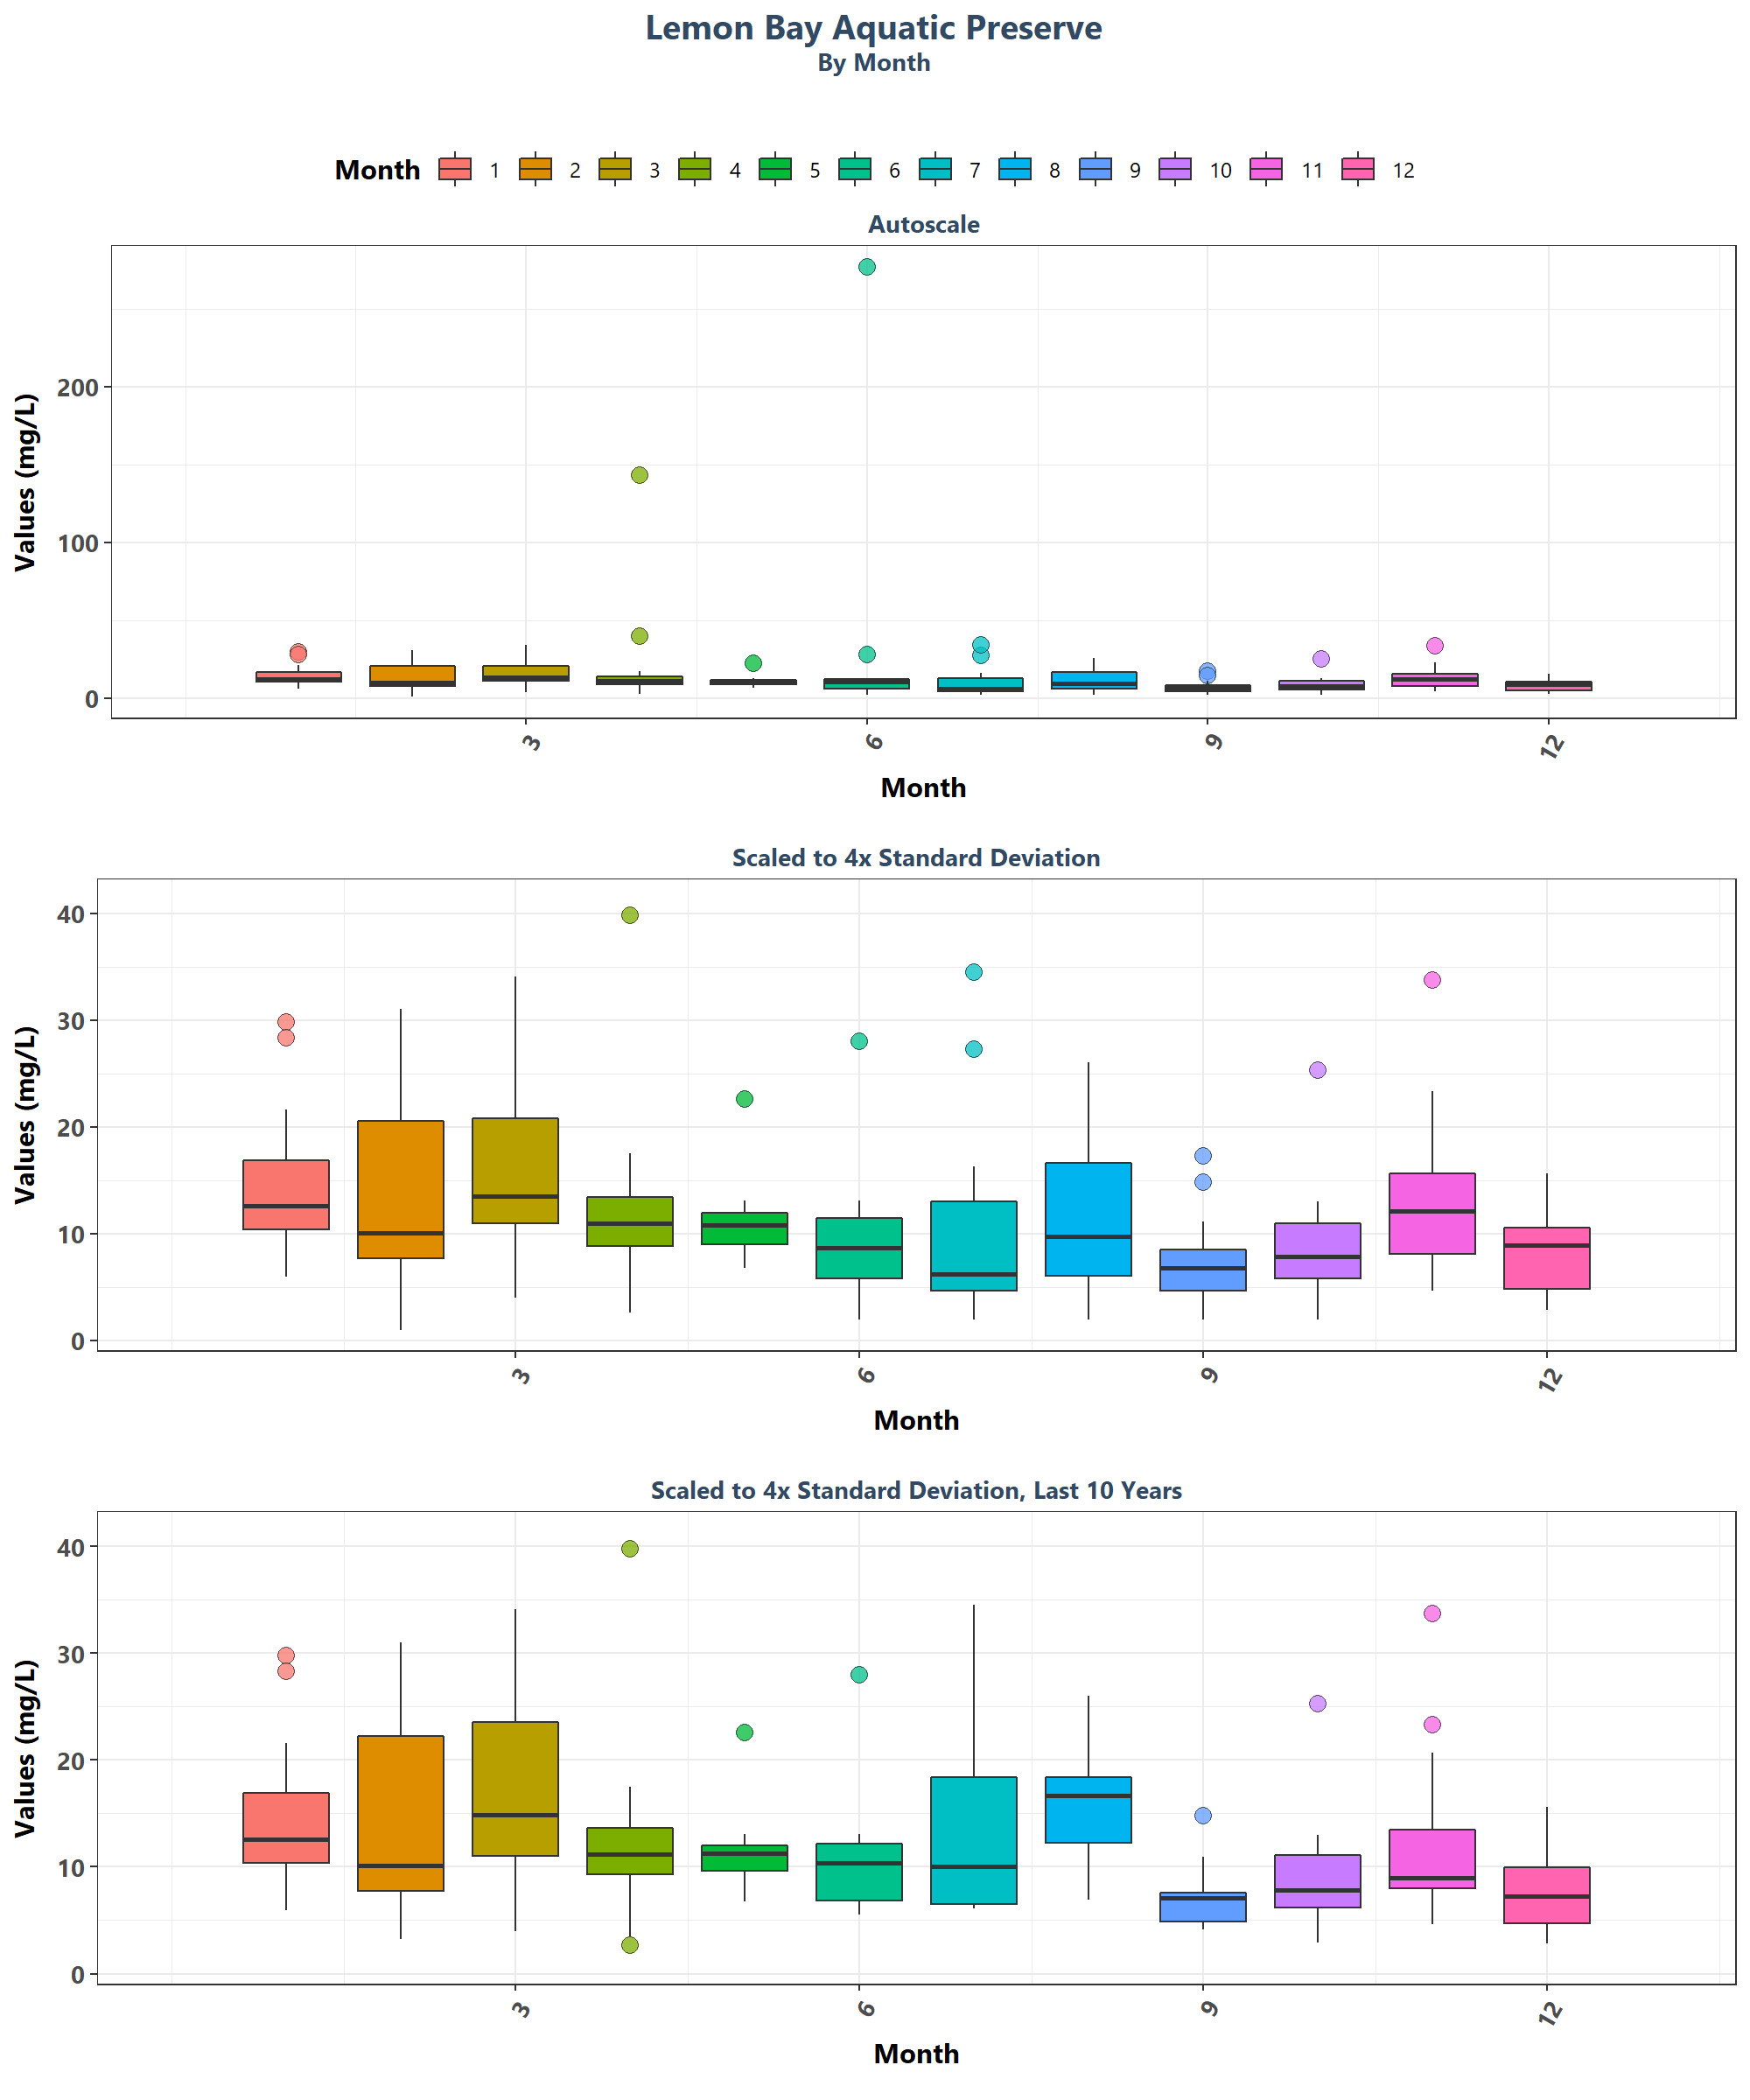 Lemon Bay Aquatic Preserve
By Month
Month 1 2 3 4 5 6 7 8 9 10 11 12
Autoscale
Values (mg/L)
200
100
0
3 6 9 12
Month
Scaled to 4x Standard Deviation
Values (mg/L)
40
30
20
10
0
3 6 9 12
Month
Scaled to 4x Standard Deviation, Last 10 Years
Values (mg/L)
40
30
20
10
0
3 6 9 12
Month